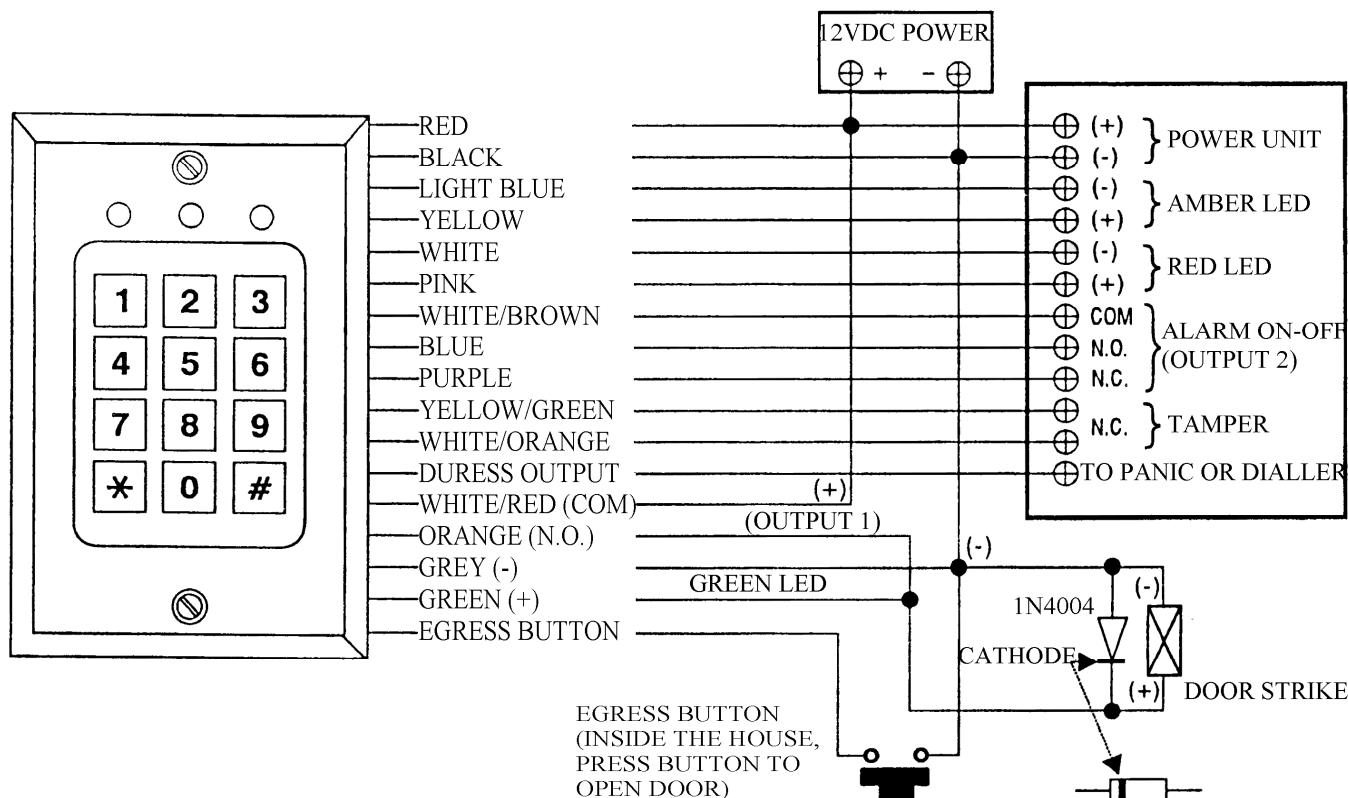 12VDC POWER
+ -
RED
BLACK
LIGHT BLUE
YELLOW
WHITE
PINK
WHITE/BROWN
BLUE
PURPLE
YELLOW/GREEN
WHITE/ORANGE
DURESS OUTPUT
WHITE/RED (COM)
ORANGE (N.O.)
GREY (-)
GREEN (+)
EGRESS BUTTON
1 2 3
4 5 6
7 8 9
* 0 #
(+) POWER UNIT
(-)
(-) AMBER LED
(+)
(-) RED LED
(+)
COM ALARM ON-OFF
N.O. (OUTPUT 2)
N.C.
N.C. TAMPER
TO PANIC OR DIALLER
(+)
(OUTPUT 1)
(-)
GREEN LED
(-)
1N4004
CATHODE
(+) DOOR STRIKE
EGRESS BUTTON
(INSIDE THE HOUSE,
PRESS BUTTON TO
OPEN DOOR)